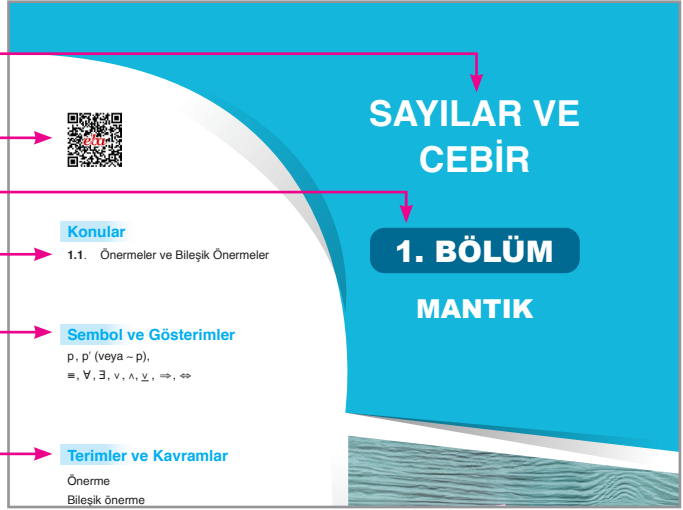 SAYILAR VE
CEBİR
1. BÖLÜM
MANTIK
eba
Konular
1.1. Önermeler ve Bileşik Önermeler
Sembol ve Gösterimler
p, p′ (veya ~ p),
≡, ∀, ∃, ∨, ∧, ⊻, ⇒, ⇔
Terimler ve Kavramlar
Önerme
Bileşik önerme